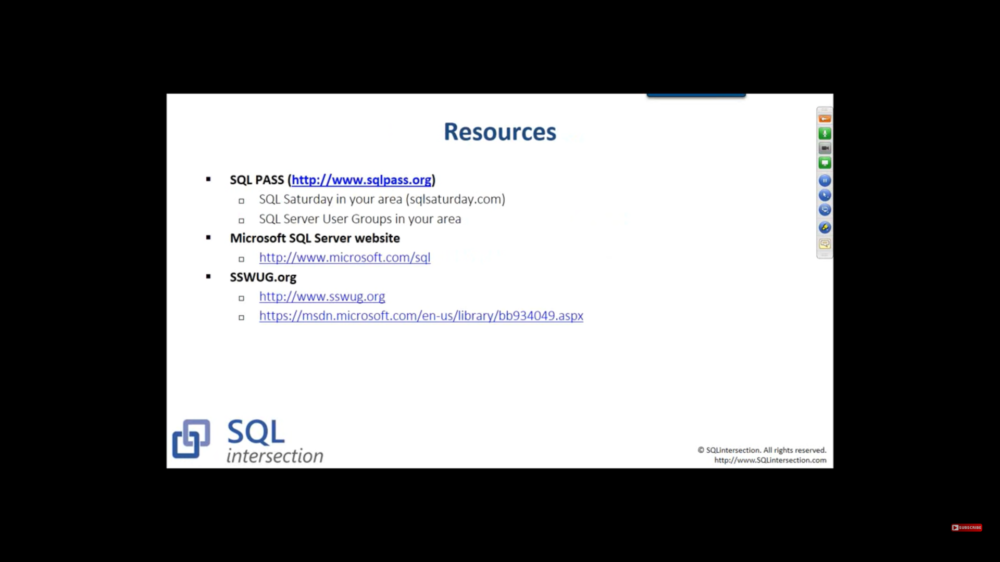 Resources
SQL PASS (http://www.sqlpass.org)
SQL Saturday in your area (sqlsaturday.com)
SQL Server User Groups in your area
Microsoft SQL Server website
http://www.microsoft.com/sql
SSWUG.org
http://www.sswug.org
https://msdn.microsoft.com/en-us/library/bb934049.aspx
SQL
intersection
© SQLintersection. All rights reserved.
http://www.SQLintersection.com
SUBSCRIBE